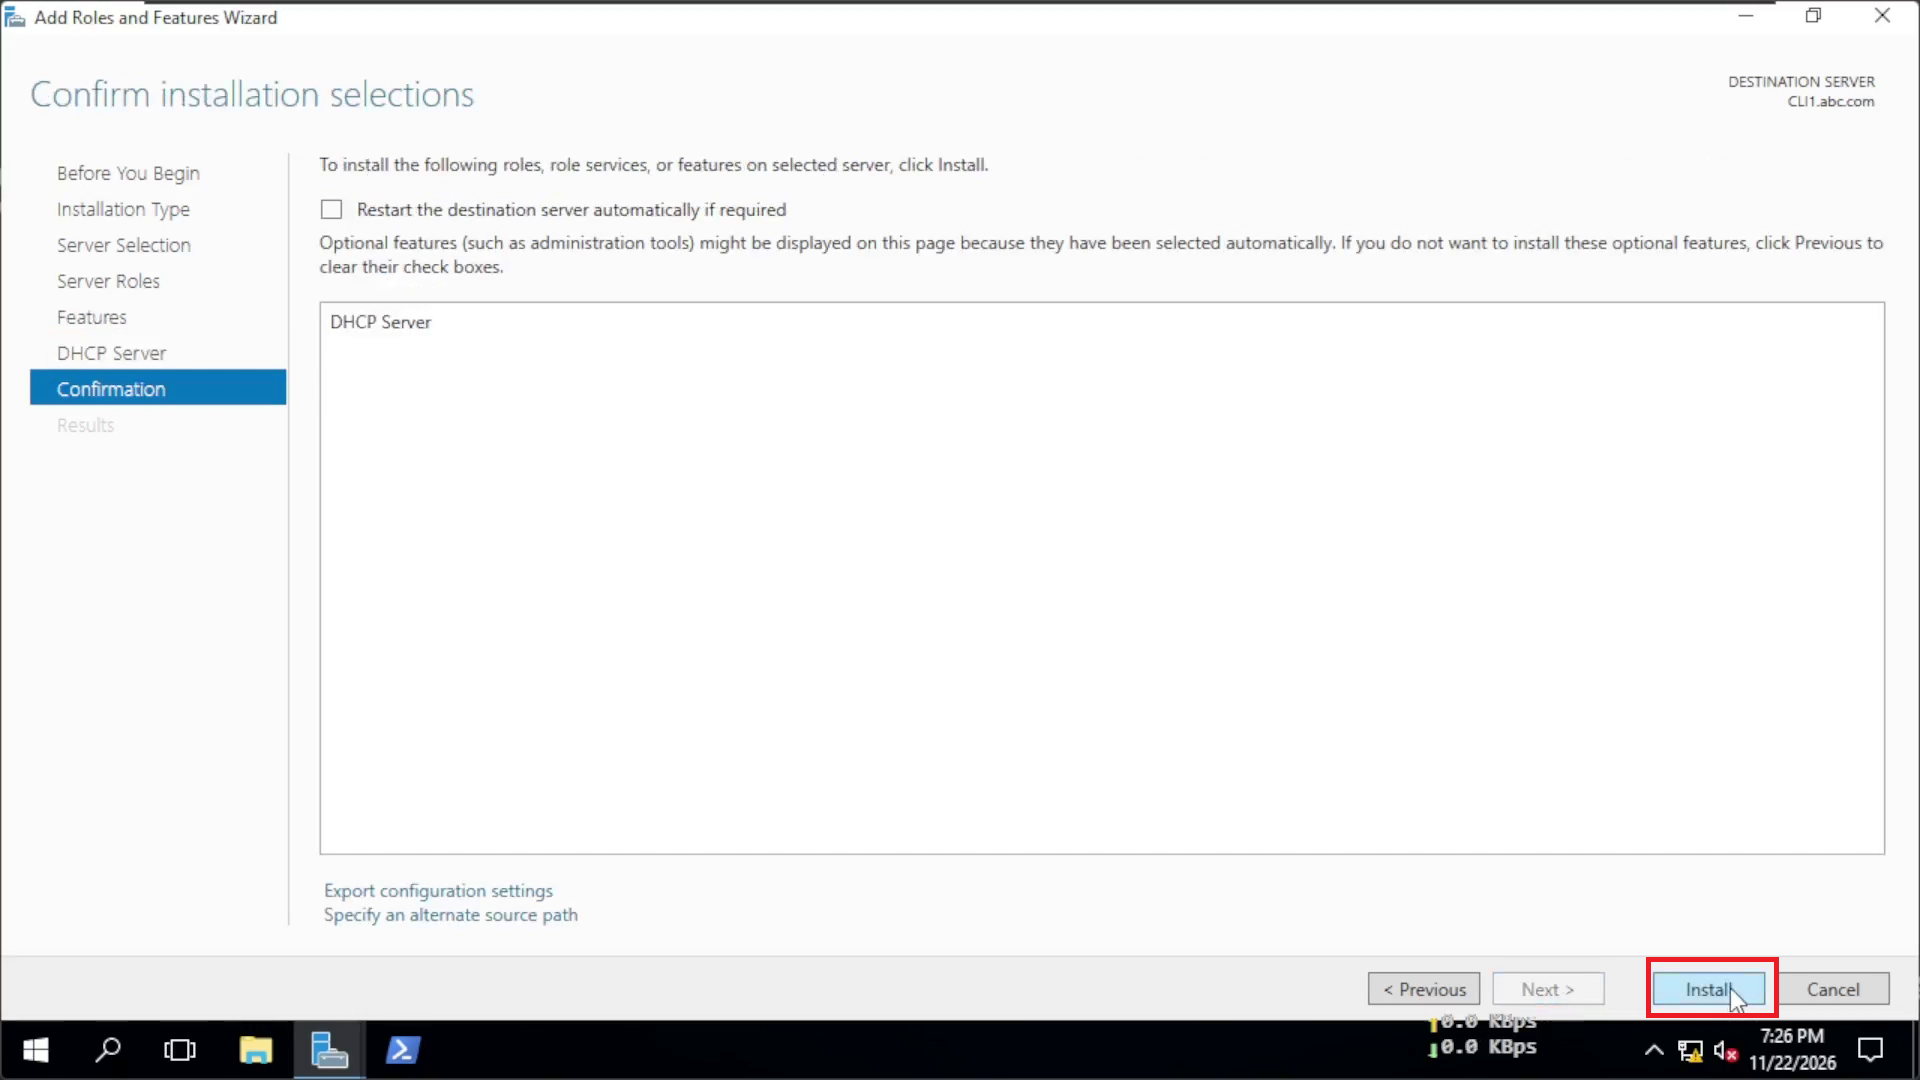 Add Roles and Features Wizard
Confirm installation selections
DESTINATION SERVER
CLI1.abc.com
Before You Begin
Installation Type
Server Selection
Server Roles
Features
DHCP Server
Confirmation
Results
To install the following roles, role services, or features on selected server, click Install.
Restart the destination server automatically if required
Optional features (such as administration tools) might be displayed on this page because they have been selected automatically. If you do not want to install these optional features, click Previous to
clear their check boxes.
DHCP Server
Export configuration settings
Specify an alternate source path
< Previous
Next >
Install
Cancel
0.0 KBps
0.0 KBps
7:26 PM
11/22/2026